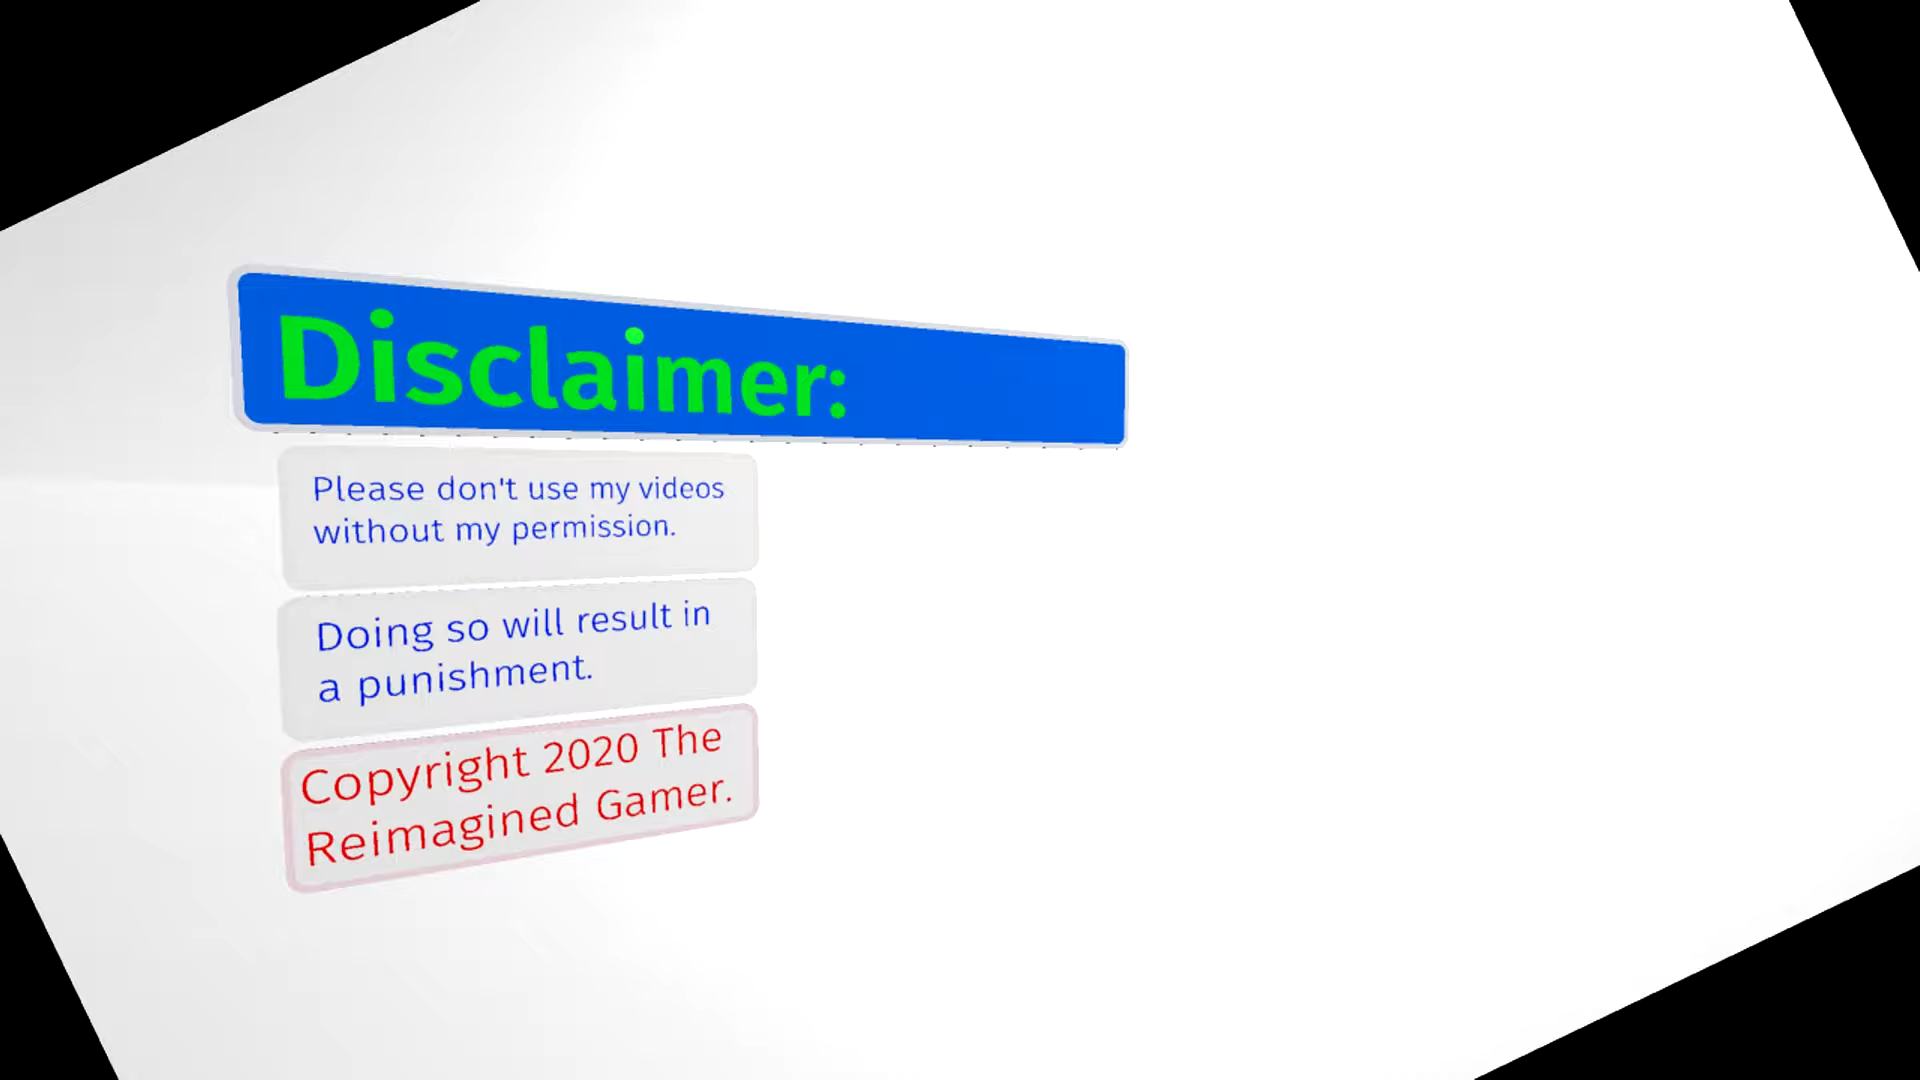 Disclaimer:
Please don't use my videos
without my permission.
Doing so will result in
a punishment.
Copyright 2020 The
Reimagined Gamer.